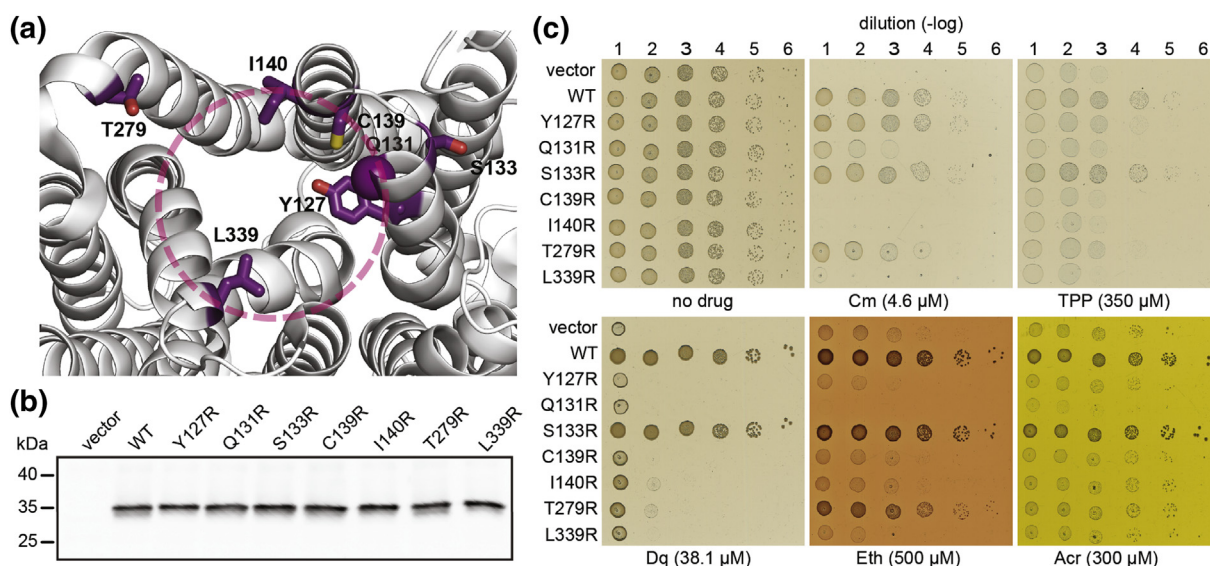 (a)
I140
T279
C139
Q131
S133
Y127
L339
(b)
vector WT Y127R Q131R S133R C139R I140R T279R L339R
kDa
40
35
25
(c)
dilution (-log)
1 2 3 4 5 6 1 2 3 4 5 6 1 2 3 4 5 6
vector
WT
Y127R
Q131R
S133R
C139R
I140R
T279R
L339R
no drug Cm (4.6 µM) TPP (350 µM)
vector
WT
Y127R
Q131R
S133R
C139R
I140R
T279R
L339R
Dq (38.1 µM) Eth (500 µM) Acr (300 µM)